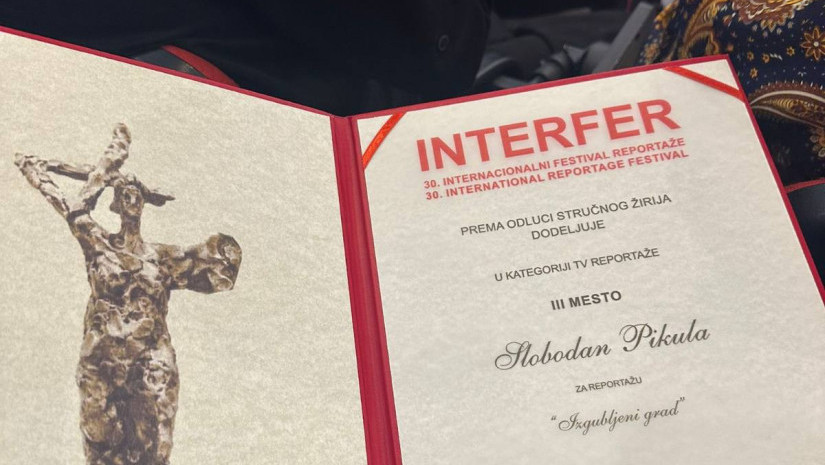 INTERFER
30. INTERNACIONALNI FESTIVAL REPORTAŽE
30. INTERNATIONAL REPORTAGE FESTIVAL
PREMA ODLUCI STRUČNOG ŽIRIJA
DODELJUJE
U KATEGORIJI TV REPORTAŽE
III MESTO
Slobodan Pikula
ZA REPORTAŽU
“Izgubljeni grad”